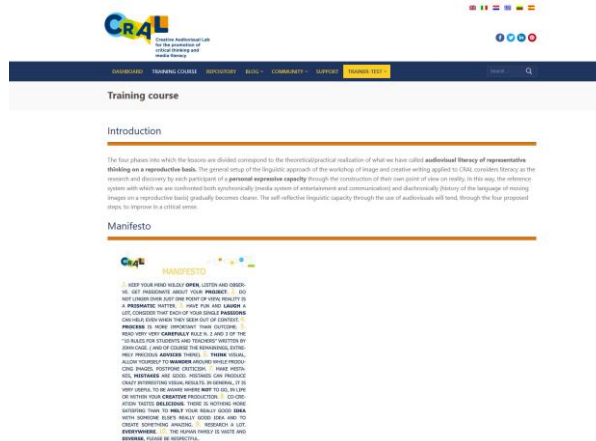 CRAL
Creative Audiovisual Lab
for the promotion of
critical thinking and
media literacy
DASHBOARD TRAINING COURSE REPOSITORY BLOG COMMUNITY SUPPORT TRAINER-TEST Search
Training course
Introduction
The four phases into which the lessons are divided correspond to the theoretical/practical realization of what we have called audiovisual literacy of representative
thinking on a reproductive basis. The general setup of the linguistic approach of the workshop of image and creative writing applied to CRAL considers literacy as the
research and discovery by each participant of a personal expressive capacity through the construction of their own point of view on reality. In this way, the reference
system with which we are confronted both synchronically (media system of entertainment and communication) and diachronically (history of the language of moving
images on a reproductive basis) gradually becomes clearer. The self-reflective linguistic capacity through the use of audiovisuals will tend, through the four proposed
steps, to improve in a critical sense.
Manifesto
CRAL
MANIFESTO
1. KEEP YOUR MIND WILDLY OPEN, LISTEN AND OBSER-
VE. GET PASSIONATE ABOUT YOUR PROJECT. 2. DO
NOT LINGER OVER JUST ONE POINT OF VIEW, REALITY IS
A PRISMATIC MATTER. 3. HAVE FUN AND LAUGH A
LOT, CONSIDER THAT EACH OF YOUR SINGLE PASSIONS
CAN HELP, EVEN WHEN THEY SEEM OUT OF CONTEXT. 4.
PROCESS IS MORE IMPORTANT THAN OUTCOME. 5.
READ VERY VERY CAREFULLY RULE N. 2 AND 3 OF THE
"10 RULES FOR STUDENTS AND TEACHERS" WRITTEN BY
JOHN CAGE. ( AND OF COURSE THE REMAININGS, EXTRE-
MELY PRECIOUS ADVICES THERE). 6. THINK VISUAL,
ALLOW YOURSELF TO WANDER AROUND WHILE PRODU-
CING IMAGES. POSTPONE CRITICISM. 7. MAKE MISTA-
KES, MISTAKES ARE GOOD. MISTAKES CAN PRODUCE
CRAZY INTERESTING VISUAL RESULTS. IN GENERAL, IT IS
VERY USEFUL TO BE AWARE WHERE NOT TO GO, IN LIFE
OR WITHIN YOUR CREATIVE PRODUCTION. 8. CO-CRE-
ATION TASTES DELICIOUS. THERE IS NOTHING MORE
SATISFYING THAN TO MELT YOUR REALLY GOOD IDEA
WITH SOMEONE ELSE'S REALLY GOOD IDEA AND TO
CREATE SOMETHING AMAZING. 9. RESEARCH A LOT.
EVERYWHERE. 10. THE HUMAN FAMILY IS VASTE AND
DIVERSE, PLEASE BE RESPECTFUL.